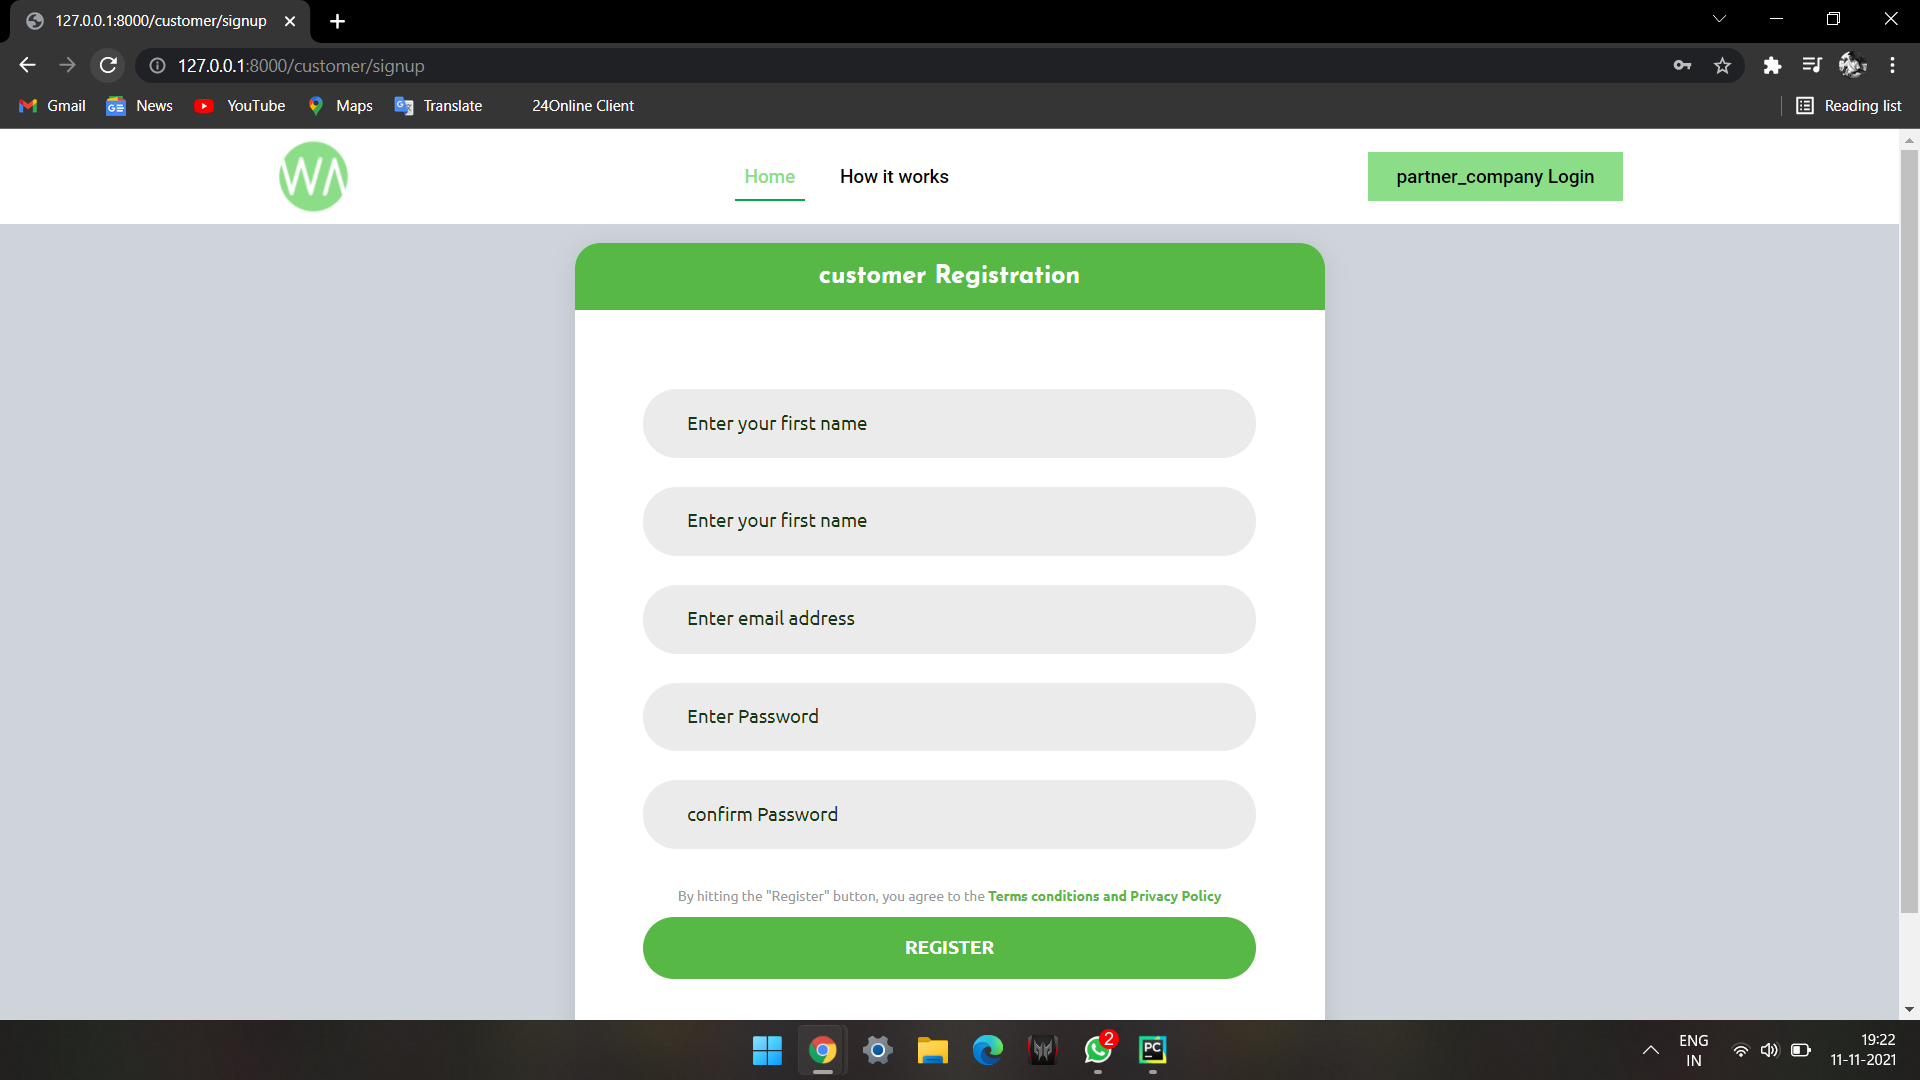 127.0.0.1:8000/customer/signup
127.0.0.1:8000/customer/signup
Gmail News YouTube Maps Translate 24Online Client Reading list
WA Home How it works partner_company Login
customer Registration
Enter your first name
Enter your first name
Enter email address
Enter Password
confirm Password
By hitting the "Register" button, you agree to the Terms conditions and Privacy Policy
REGISTER
2
PC
ENG
IN
19:22
11-11-2021